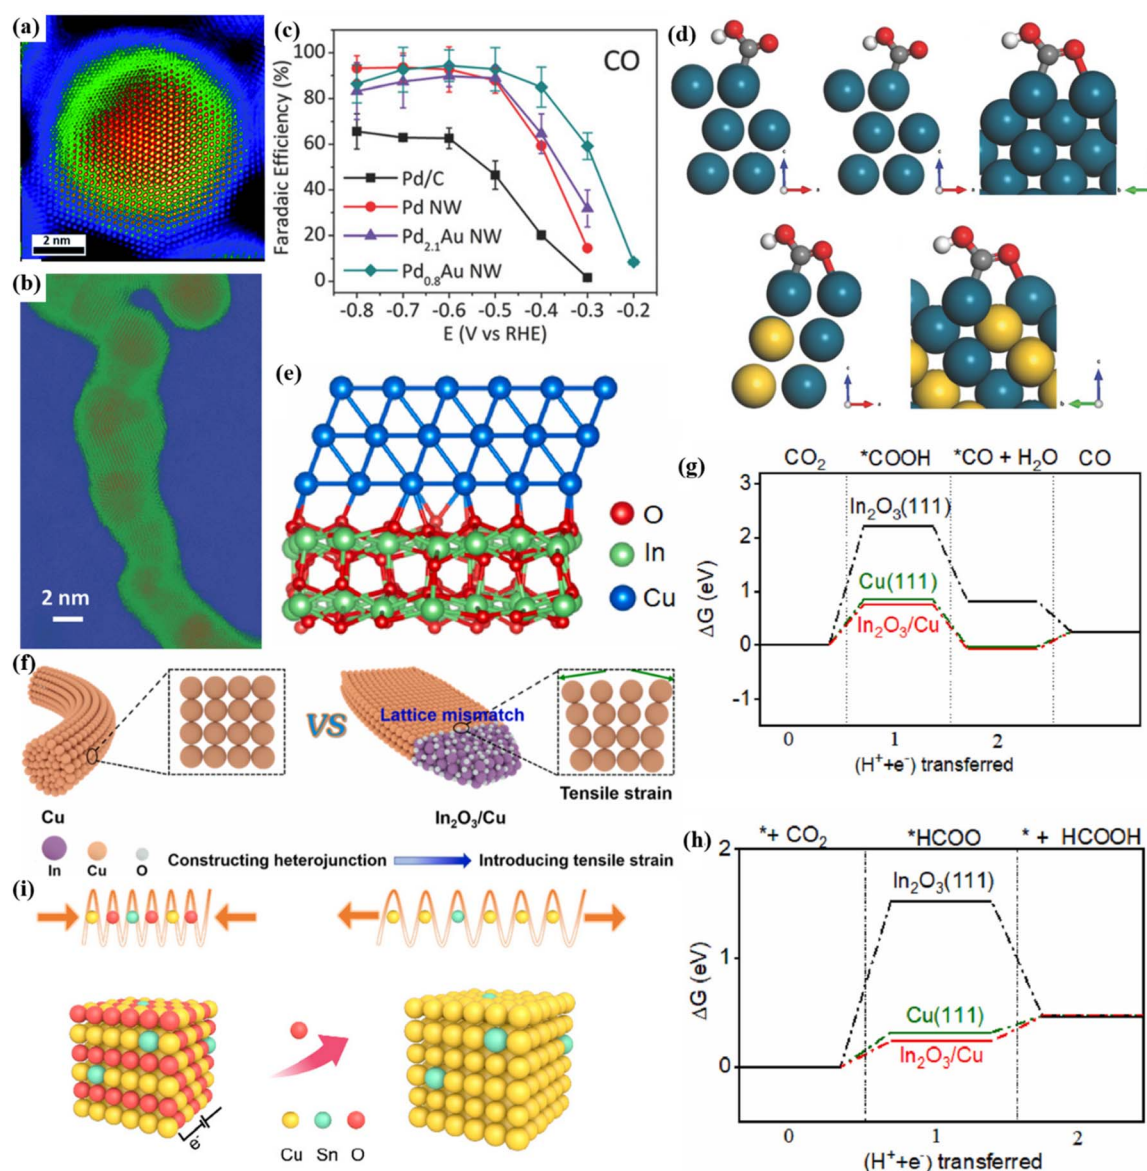 (a)
2 nm
(b)
2 nm
(c)
CO
Faradaic Efficiency (%)
100
80
60
40
20
0
Pd/C
Pd NW
Pd2.1Au NW
Pd0.8Au NW
-0.8 -0.7 -0.6 -0.5 -0.4 -0.3 -0.2
E (V vs RHE)
(d)
c
a
c
a
c
b
c
a
c
b
(e)
O
In
Cu
(f)
VS
Lattice mismatch
Tensile strain
Cu
In2O3/Cu
In Cu O
Constructing heterojunction Introducing tensile strain
(g)
CO2 *COOH *CO + H2O CO
In2O3(111)
Cu(111)
In2O3/Cu
ΔG (eV)
3
2
1
0
-1
0 1 2
(H++e-) transferred
(h)
*+ CO2 *HCOO * + HCOOH
In2O3(111)
Cu(111)
In2O3/Cu
ΔG (eV)
2
1
0
0 1 2
(H++e-) transferred
(i)
e-
Cu Sn O